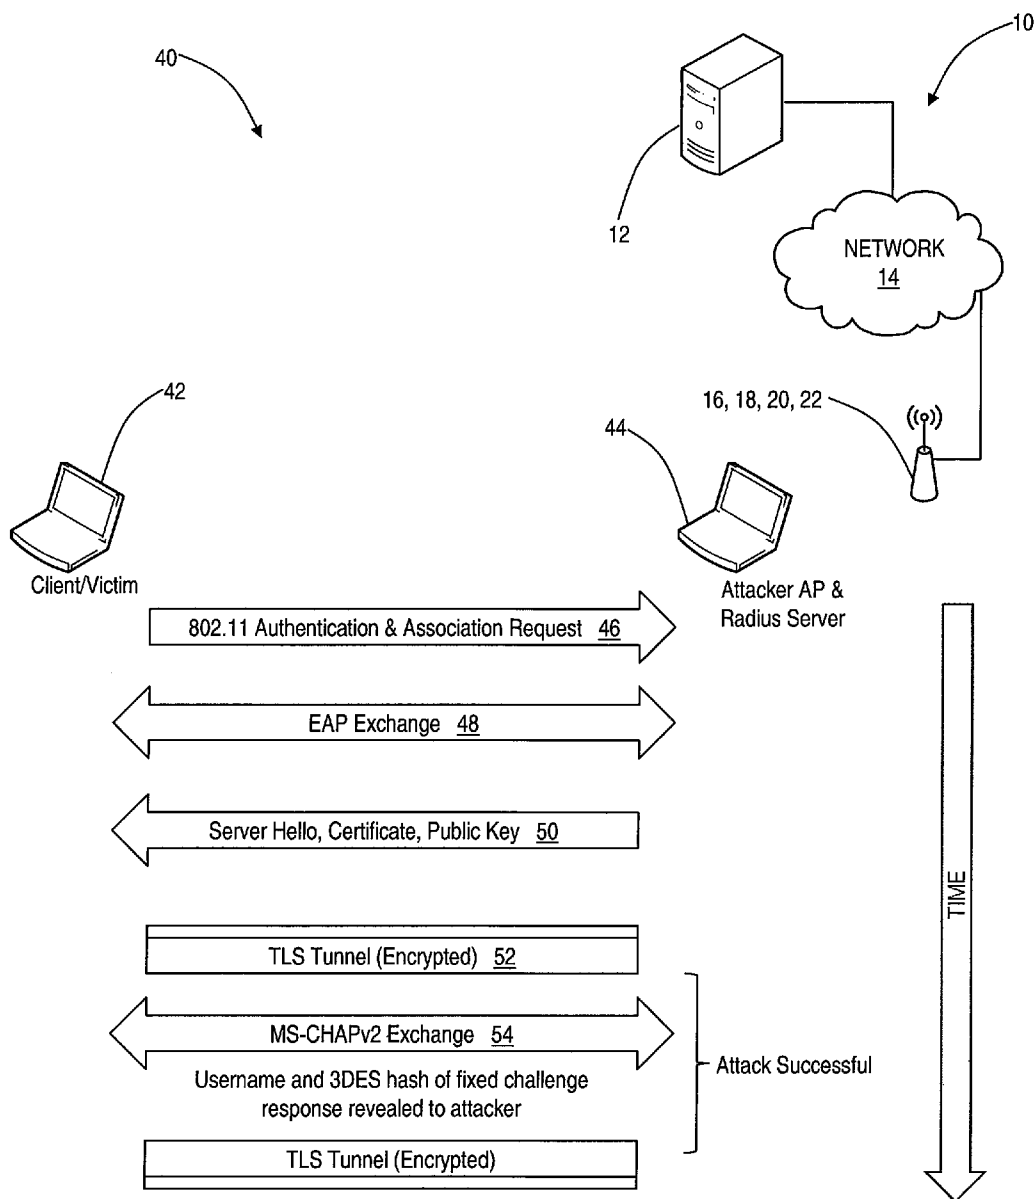 10
40
12
NETWORK
14
42
16, 18, 20, 22
44
Client/Victim
Attacker AP &
Radius Server
802.11 Authentication & Association Request 46
EAP Exchange 48
Server Hello, Certificate, Public Key 50
TIME
TLS Tunnel (Encrypted) 52
MS-CHAPv2 Exchange 54
Attack Successful
Username and 3DES hash of fixed challenge
response revealed to attacker
TLS Tunnel (Encrypted)